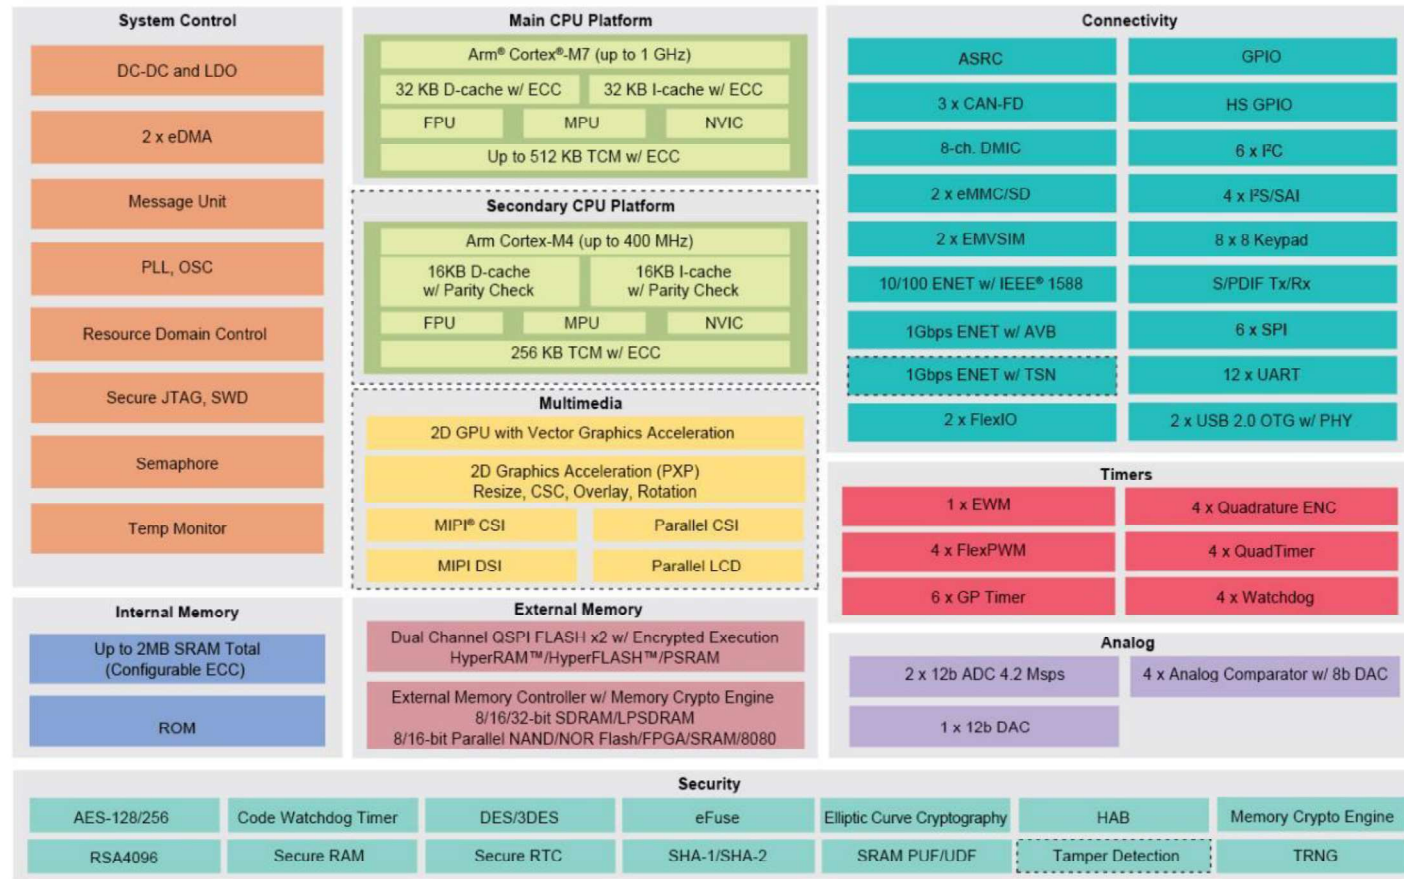 System Control
DC-DC and LDO
2 x eDMA
Message Unit
PLL, OSC
Resource Domain Control
Secure JTAG, SWD
Semaphore
Temp Monitor
Main CPU Platform
Arm® Cortex®-M7 (up to 1 GHz)
32 KB D-cache w/ ECC
32 KB I-cache w/ ECC
FPU
MPU
NVIC
Up to 512 KB TCM w/ ECC
Secondary CPU Platform
Arm Cortex-M4 (up to 400 MHz)
16KB D-cache
w/ Parity Check
16KB I-cache
w/ Parity Check
FPU
MPU
NVIC
256 KB TCM w/ ECC
Multimedia
2D GPU with Vector Graphics Acceleration
2D Graphics Acceleration (PXP)
Resize, CSC, Overlay, Rotation
MIPI® CSI
Parallel CSI
MIPI DSI
Parallel LCD
Connectivity
ASRC
GPIO
3 x CAN-FD
HS GPIO
8-ch. DMIC
6 x I²C
2 x eMMC/SD
4 x I²S/SAI
2 x EMVSIM
8 x 8 Keypad
10/100 ENET w/ IEEE® 1588
S/PDIF Tx/Rx
1Gbps ENET w/ AVB
6 x SPI
1Gbps ENET w/ TSN
12 x UART
2 x FlexIO
2 x USB 2.0 OTG w/ PHY
Timers
1 x EWM
4 x Quadrature ENC
4 x FlexPWM
4 x QuadTimer
6 x GP Timer
4 x Watchdog
Internal Memory
Up to 2MB SRAM Total
(Configurable ECC)
ROM
External Memory
Dual Channel QSPI FLASH x2 w/ Encrypted Execution
HyperRAM™/HyperFLASH™/PSRAM
External Memory Controller w/ Memory Crypto Engine
8/16/32-bit SDRAM/LPSDRAM
8/16-bit Parallel NAND/NOR Flash/FPGA/SRAM/8080
Analog
2 x 12b ADC 4.2 Msps
4 x Analog Comparator w/ 8b DAC
1 x 12b DAC
Security
AES-128/256
Code Watchdog Timer
DES/3DES
eFuse
Elliptic Curve Cryptography
HAB
Memory Crypto Engine
RSA4096
Secure RAM
Secure RTC
SHA-1/SHA-2
SRAM PUF/UDF
Tamper Detection
TRNG